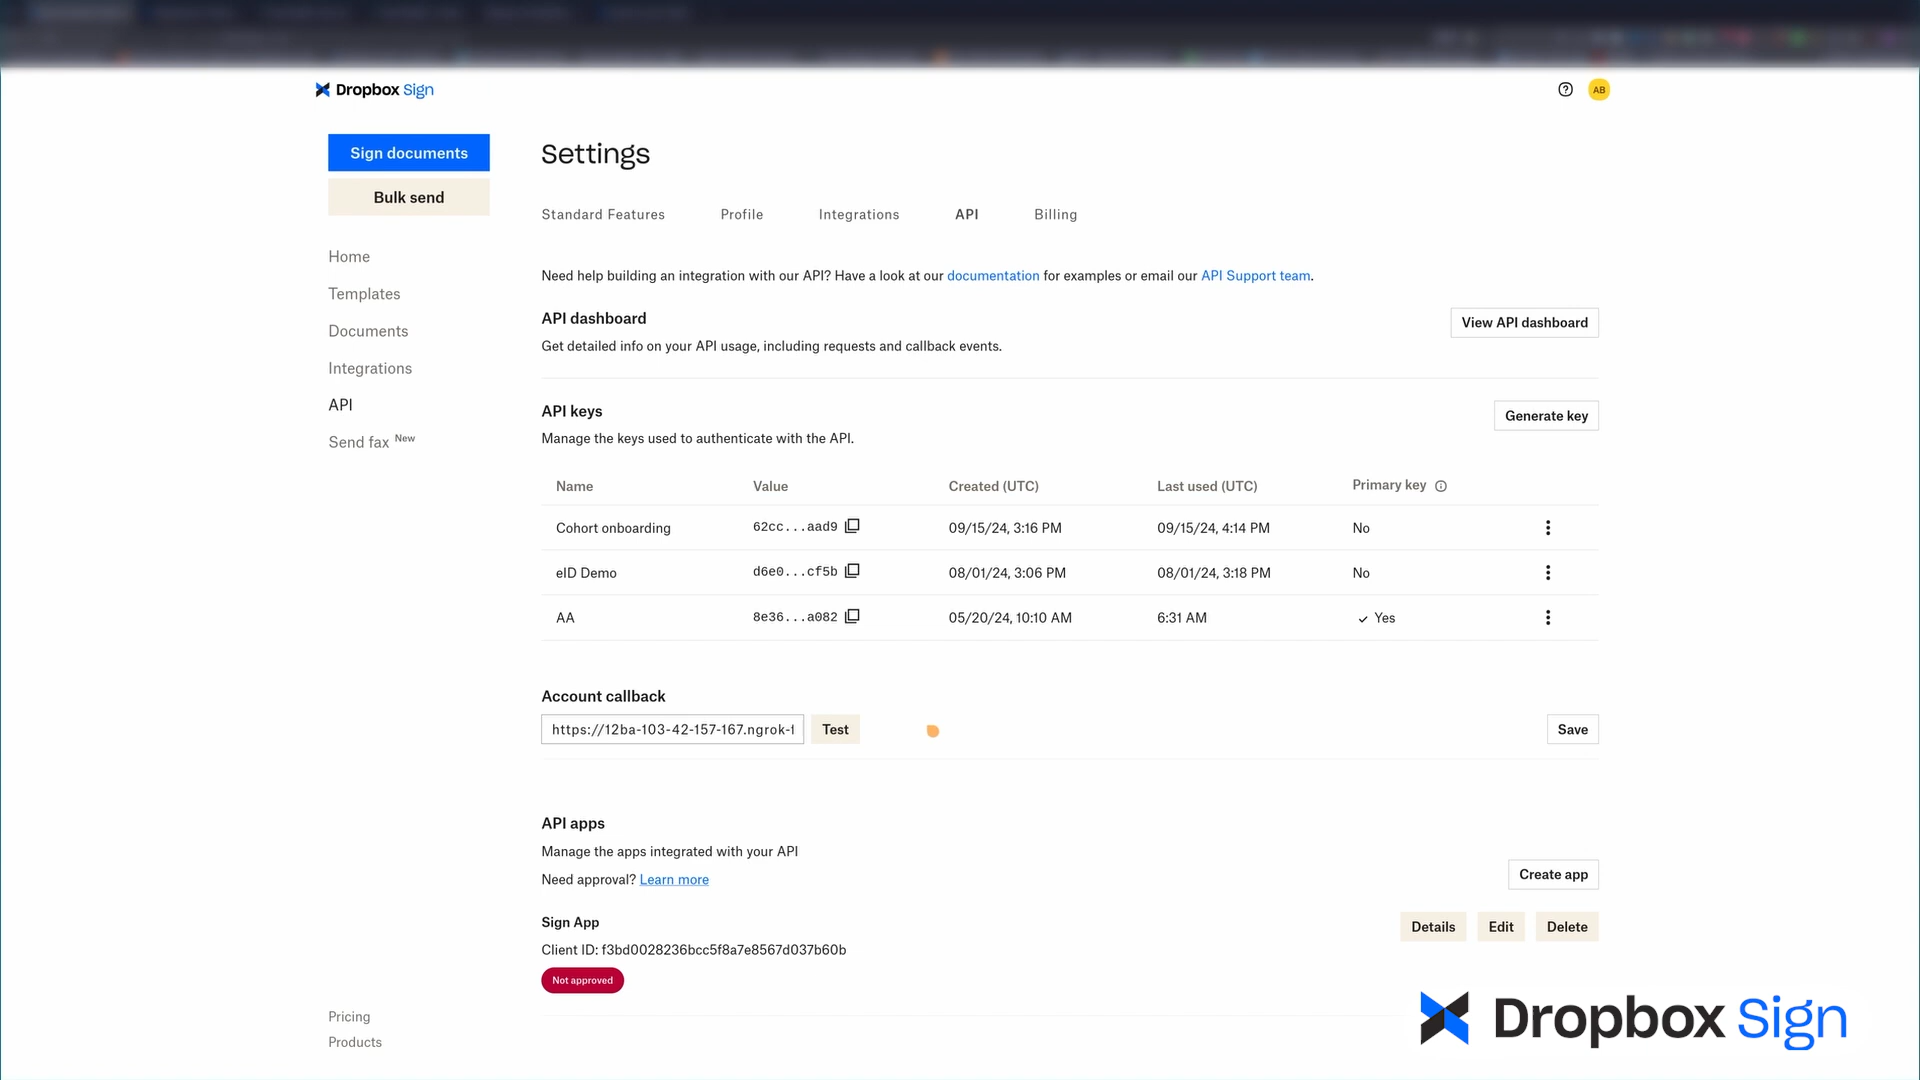 Dropbox Sign
AB
Sign documents
Bulk send
Home
Templates
Documents
Integrations
API
Send fax New
Settings
Standard Features Profile Integrations API Billing
Need help building an integration with our API? Have a look at our documentation for examples or email our API Support team.
API dashboard
View API dashboard
Get detailed info on your API usage, including requests and callback events.
API keys
Generate key
Manage the keys used to authenticate with the API.
Name Value Created (UTC) Last used (UTC) Primary key
Cohort onboarding 62cc...aad9 09/15/24, 3:16 PM 09/15/24, 4:14 PM No
eID Demo d6e0...cf5b 08/01/24, 3:06 PM 08/01/24, 3:18 PM No
AA 8e36...a082 05/20/24, 10:10 AM 6:31 AM Yes
Account callback
https://12ba-103-42-157-167.ngrok-f Test Save
API apps
Manage the apps integrated with your API
Need approval? Learn more
Create app
Sign App
Details Edit Delete
Client ID: f3bd0028236bcc5f8a7e8567d037b60b
Not approved
Pricing
Products
Dropbox Sign